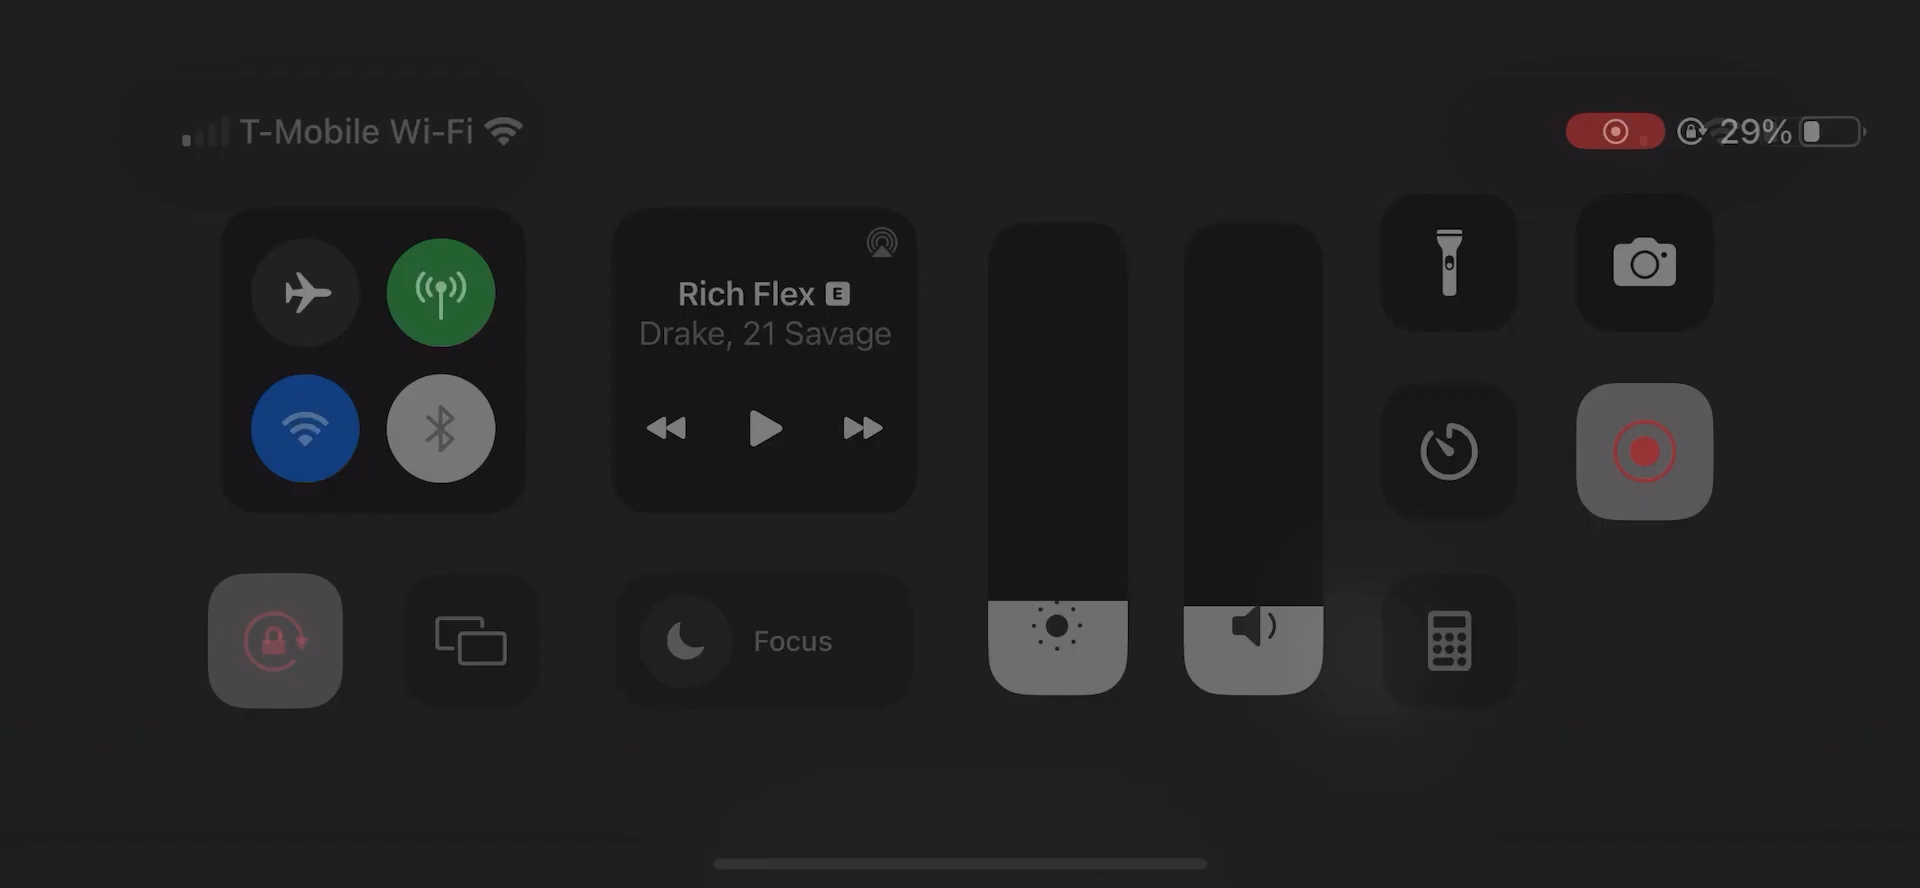 T-Mobile Wi-Fi
29%
Rich Flex E
Drake, 21 Savage
Focus